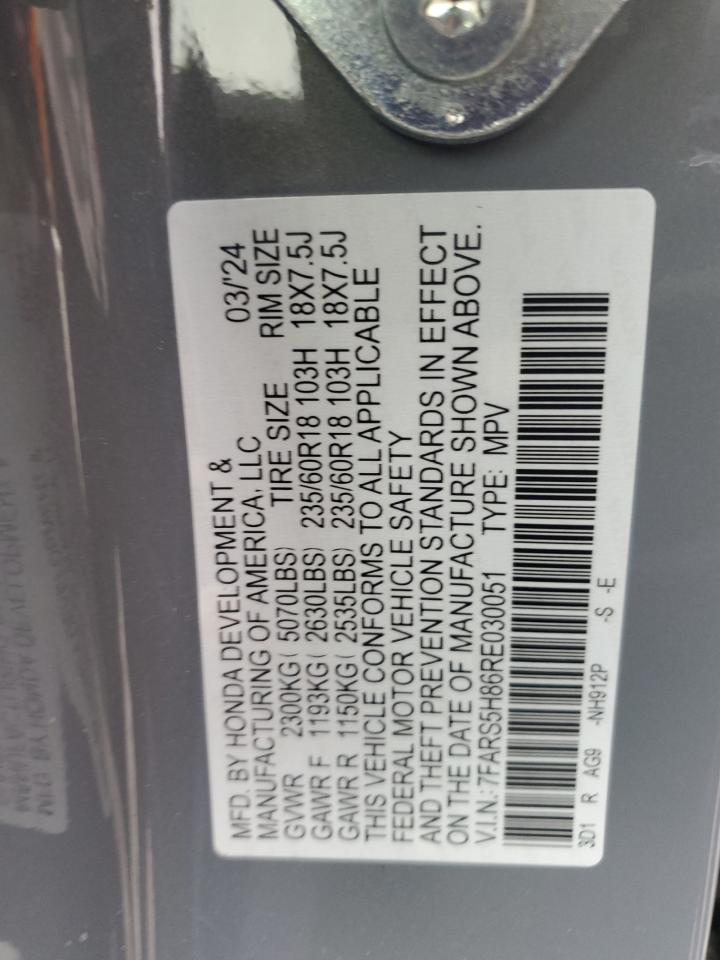 MFD. BY HONDA DEVELOPMENT & 03/'24
MANUFACTURING OF AMERICA, LLC
TIRE SIZE RIM SIZE
GVWR 2300KG( 5070LBS)
GAWR F 1193KG( 2630LBS) 235/60R18 103H 18X7.5J
GAWR R 1150KG( 2535LBS) 235/60R18 103H 18X7.5J
THIS VEHICLE CONFORMS TO ALL APPLICABLE
FEDERAL MOTOR VEHICLE SAFETY
AND THEFT PREVENTION STANDARDS IN EFFECT
ON THE DATE OF MANUFACTURE SHOWN ABOVE.
V.I.N.: 7FARS5H86RE030051 TYPE: MPV
3D1 R AG9 -NH912P -S -E